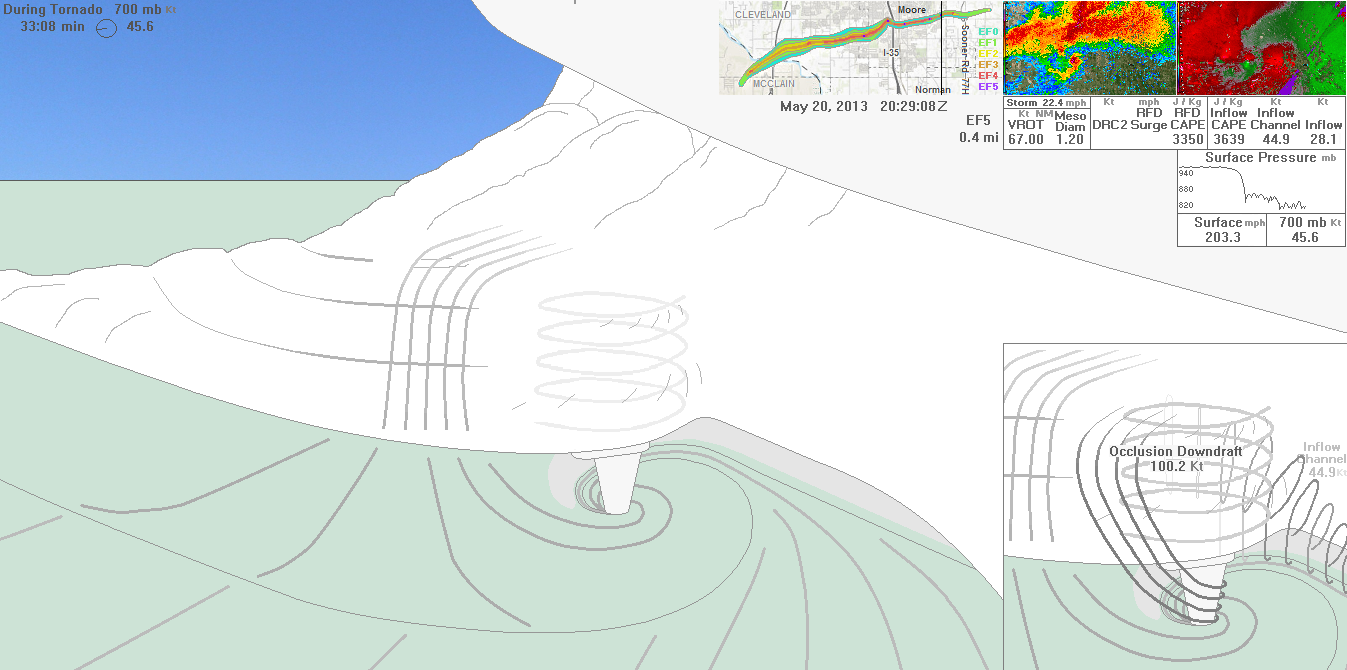 During Tornado 700 mb Kt
33:08 min 45.6
CLEVELAND
Moore
I-35
Sooner Rd 77H
MCCLAIN
Norman
EF0
EF1
EF2
EF3
EF4
EF5
May 20, 2013 20:29:08Z
EF5
0.4 mi
Storm 22.4 mph
Kt NM
VROT
67.00
Meso
Diam
1.20
Kt mph J / Kg
DRC2
RFD
Surge
RFD
CAPE
3350
J / Kg Kt Kt
Inflow
CAPE
3639
Inflow
Channel
44.9
Inflow
28.1
Surface Pressure mb
940
880
820
Surface mph
203.3
700 mb Kt
45.6
Occlusion Downdraft
100.2 Kt
Inflow
Channel
44.9 Kt